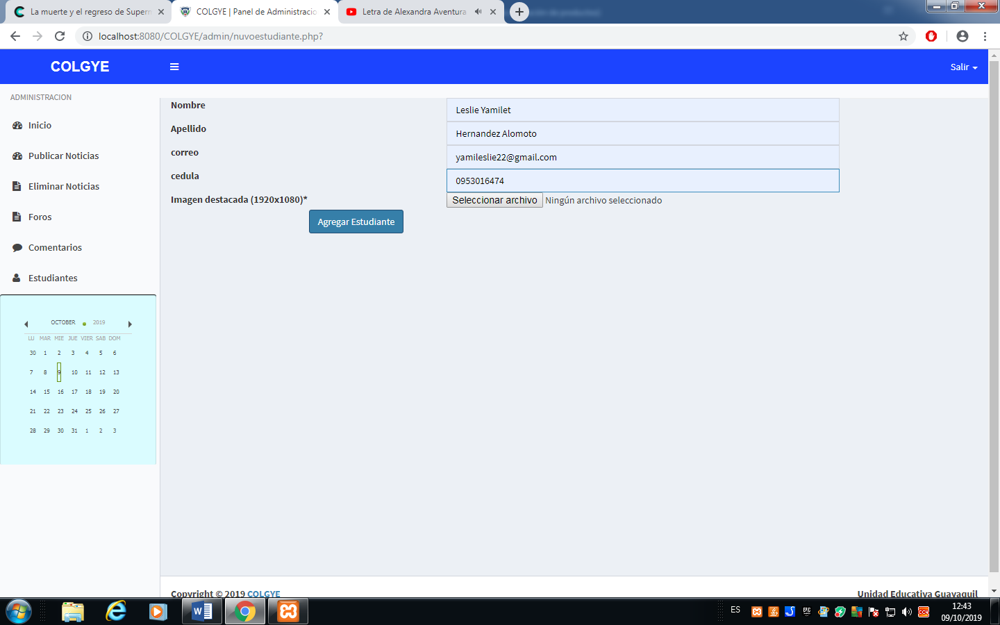 La muerte y el regreso de Super
COLGYE | Panel de Administracio
Letra de Alexandra Aventura
localhost:8080/COLGYE/admin/nuvoestudiante.php?
COLGYE
Salir
ADMINISTRACION
Inicio
Publicar Noticias
Eliminar Noticias
Foros
Comentarios
Estudiantes
OCTOBER 2019
LU MAR MIE JUE VIER SAB DOM
30 1 2 3 4 5 6
7 8 9 10 11 12 13
14 15 16 17 18 19 20
21 22 23 24 25 26 27
28 29 30 31 1 2 3
Nombre
Leslie Yamilet
Apellido
Hernandez Alomoto
correo
yamileslie22@gmail.com
cedula
0953016474
Imagen destacada (1920x1080)*
Seleccionar archivo Ningún archivo seleccionado
Agregar Estudiante
Copyright © 2019 COLGYE
Unidad Educativa Guayaquil
ES
12:43
09/10/2019